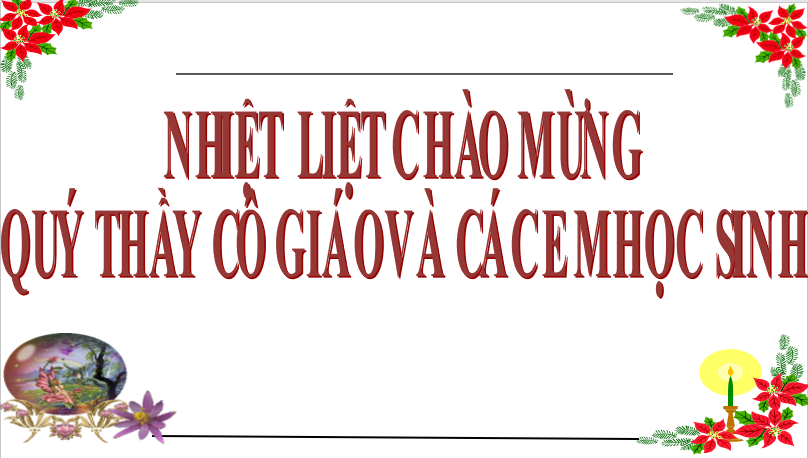 NHIỆT LIỆT CHÀO MỪNG
QUÝ THẦY CÔ GIÁO VÀ CÁC EM HỌC SINH